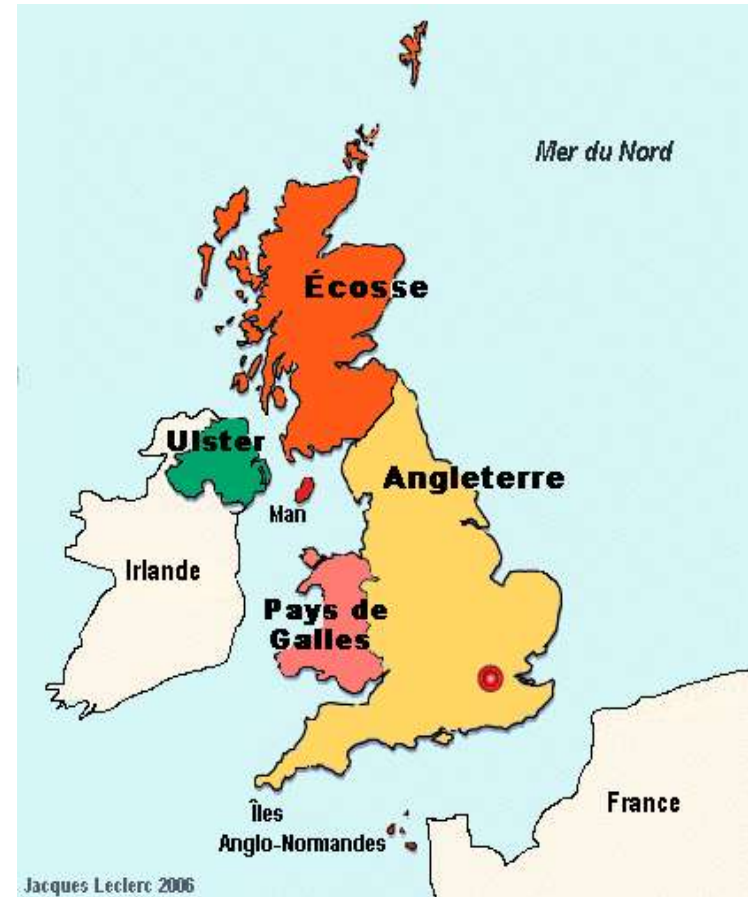 Mer du Nord
Écosse
Ulster
Angleterre
Man
Irlande
Pays de
Galles
Îles
Anglo-Normandes
France
Jacques Leclerc 2006